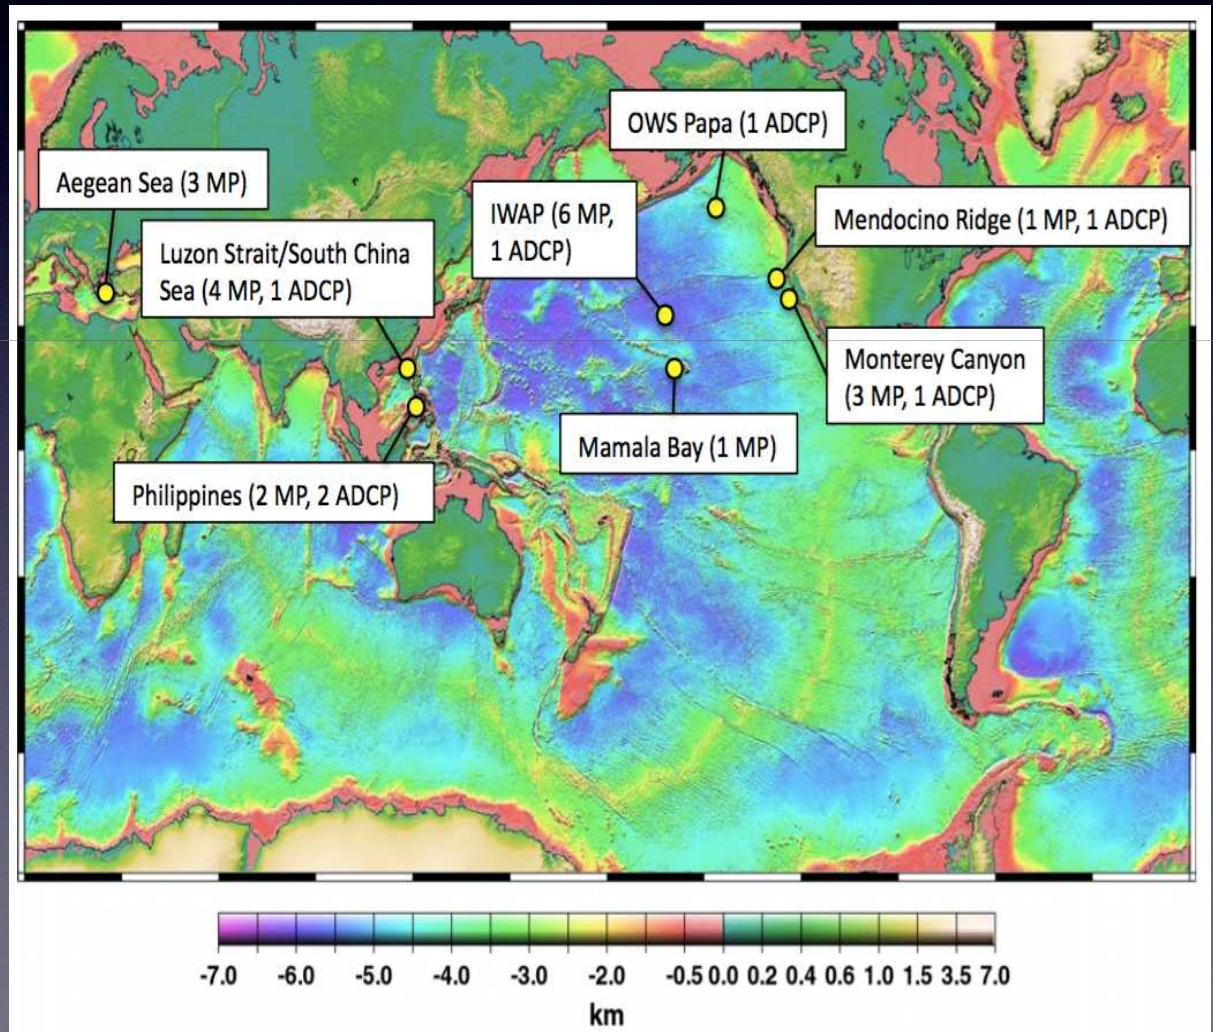 OWS Papa (1 ADCP)
Aegean Sea (3 MP)
IWAP (6 MP,
1 ADCP)
Mendocino Ridge (1 MP, 1 ADCP)
Luzon Strait/South China
Sea (4 MP, 1 ADCP)
Monterey Canyon
(3 MP, 1 ADCP)
Mamala Bay (1 MP)
Philippines (2 MP, 2 ADCP)
-7.0 -6.0 -5.0 -4.0 -3.0 -2.0 -0.5 0.0 0.2 0.4 0.6 1.0 1.5 3.5 7.0
km